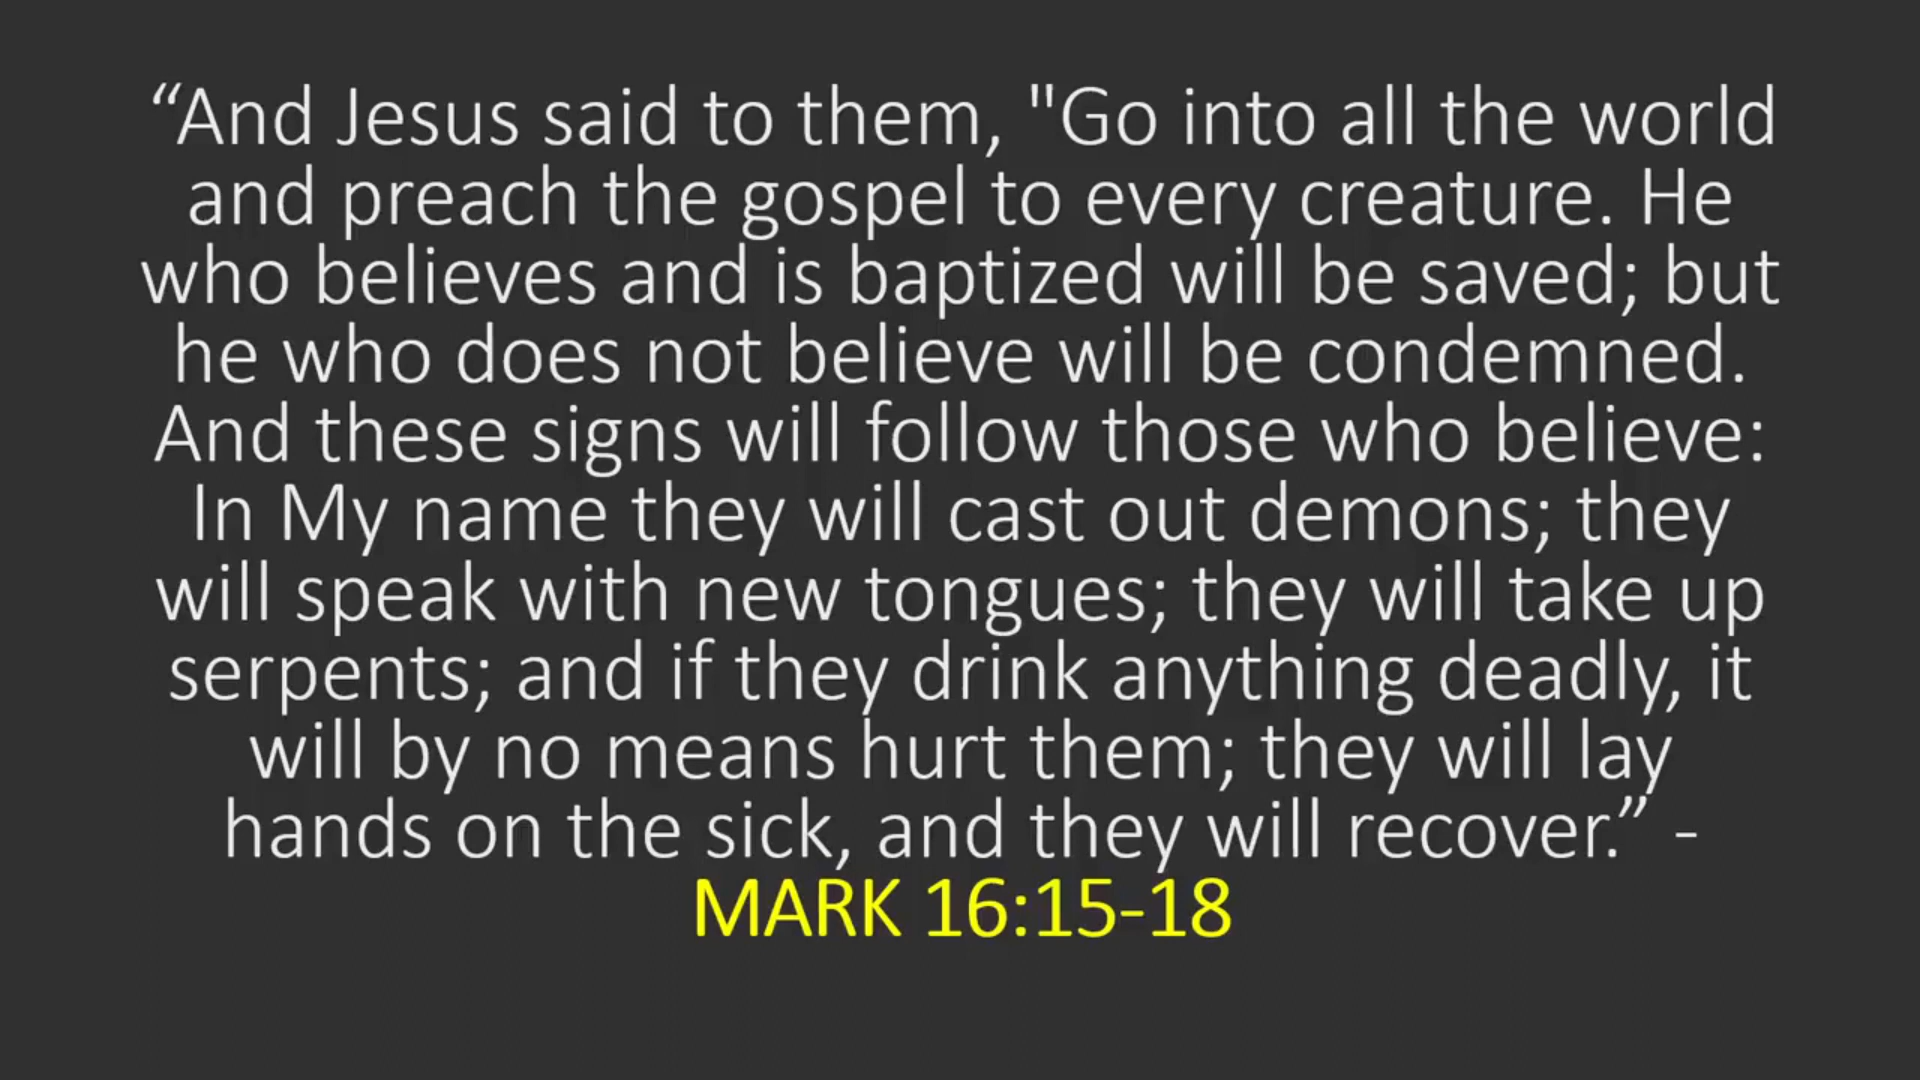 “And Jesus said to them, "Go into all the world
and preach the gospel to every creature. He
who believes and is baptized will be saved; but
he who does not believe will be condemned.
And these signs will follow those who believe:
In My name they will cast out demons; they
will speak with new tongues; they will take up
serpents; and if they drink anything deadly, it
will by no means hurt them; they will lay
hands on the sick, and they will recover.” -
MARK 16:15-18